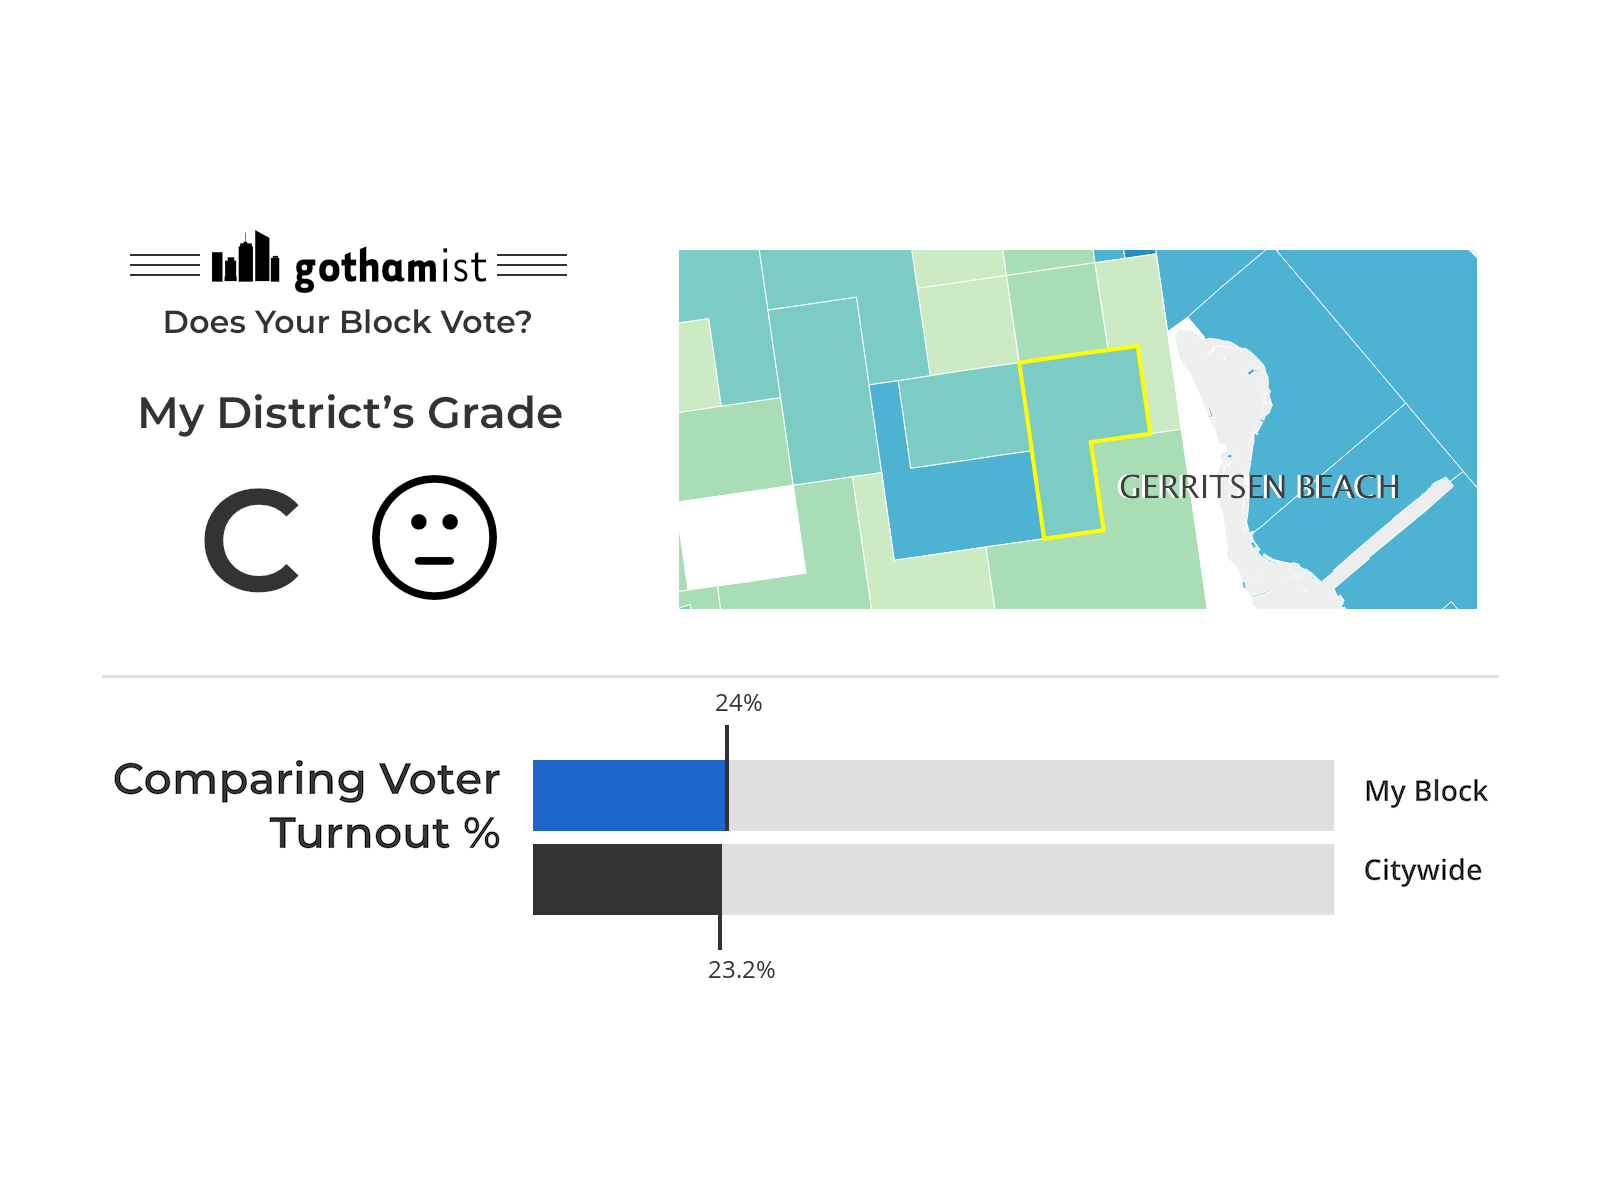 gothamist
Does Your Block Vote?
My District’s Grade
C
GERRITSEN BEACH
24%
Comparing Voter
Turnout %
My Block
Citywide
23.2%